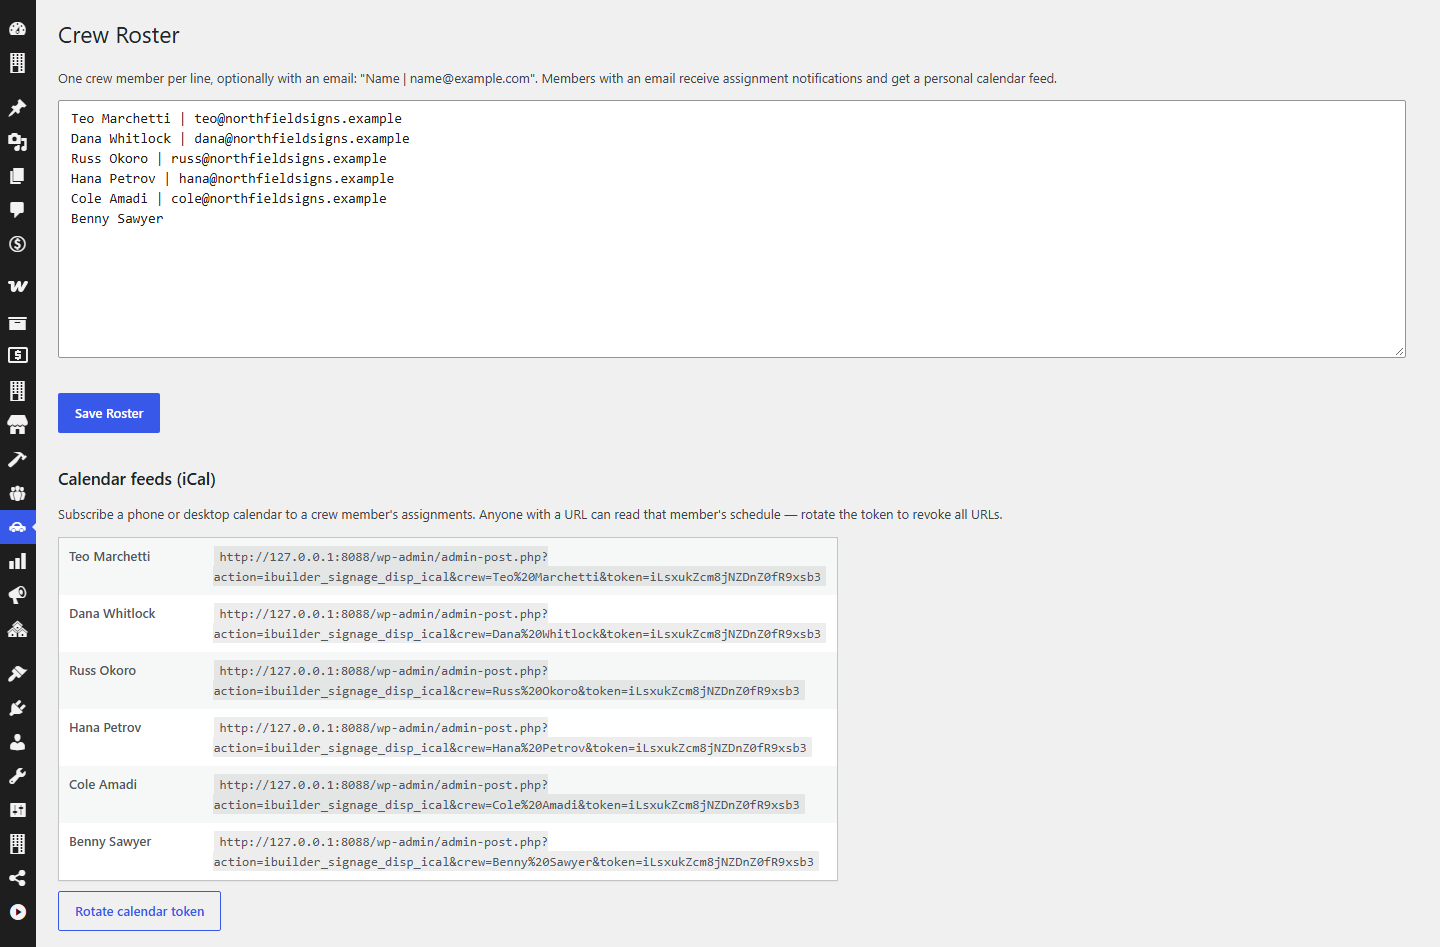 Crew Roster
One crew member per line, optionally with an email: "Name | name@example.com". Members with an email receive assignment notifications and get a personal calendar feed.
Teo Marchetti | teo@northfieldsigns.example
Dana Whitlock | dana@northfieldsigns.example
Russ Okoro | russ@northfieldsigns.example
Hana Petrov | hana@northfieldsigns.example
Cole Amadi | cole@northfieldsigns.example
Benny Sawyer
Save Roster
Calendar feeds (iCal)
Subscribe a phone or desktop calendar to a crew member's assignments. Anyone with a URL can read that member's schedule — rotate the token to revoke all URLs.
Teo Marchetti http://127.0.0.1:8088/wp-admin/admin-post.php?
action=ibuilder_signage_disp_ical&crew=Teo%20Marchetti&token=iLsxukZcm8jNZDnZ0fR9xsb3
Dana Whitlock http://127.0.0.1:8088/wp-admin/admin-post.php?
action=ibuilder_signage_disp_ical&crew=Dana%20Whitlock&token=iLsxukZcm8jNZDnZ0fR9xsb3
Russ Okoro http://127.0.0.1:8088/wp-admin/admin-post.php?
action=ibuilder_signage_disp_ical&crew=Russ%20Okoro&token=iLsxukZcm8jNZDnZ0fR9xsb3
Hana Petrov http://127.0.0.1:8088/wp-admin/admin-post.php?
action=ibuilder_signage_disp_ical&crew=Hana%20Petrov&token=iLsxukZcm8jNZDnZ0fR9xsb3
Cole Amadi http://127.0.0.1:8088/wp-admin/admin-post.php?
action=ibuilder_signage_disp_ical&crew=Cole%20Amadi&token=iLsxukZcm8jNZDnZ0fR9xsb3
Benny Sawyer http://127.0.0.1:8088/wp-admin/admin-post.php?
action=ibuilder_signage_disp_ical&crew=Benny%20Sawyer&token=iLsxukZcm8jNZDnZ0fR9xsb3
Rotate calendar token